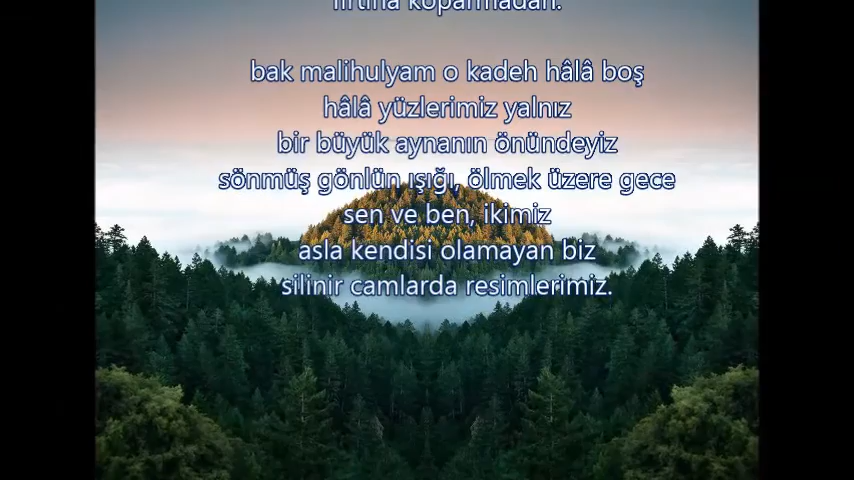 fırtına koparmadan.
bak malihulyam o kadeh hâlâ boş
hâlâ yüzlerimiz yalnız
bir büyük aynanın önündeyiz
sönmüş gönlün ışığı, ölmek üzere gece
sen ve ben, ikimiz
asla kendisi olamayan biz
silinir camlarda resimlerimiz.